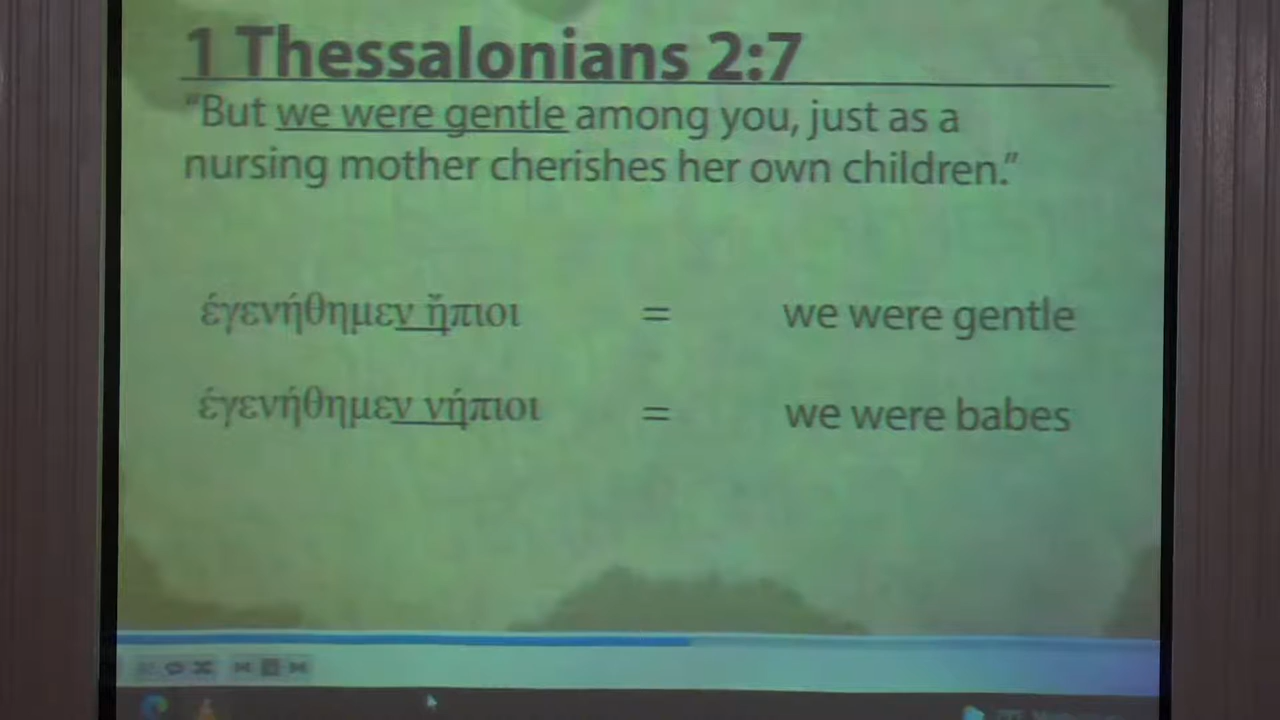 1 Thessalonians 2:7
“But we were gentle among you, just as a
nursing mother cherishes her own children.”
ἐγενήθημεν ἤπιοι = we were gentle
ἐγενήθημεν νήπιοι = we were babes